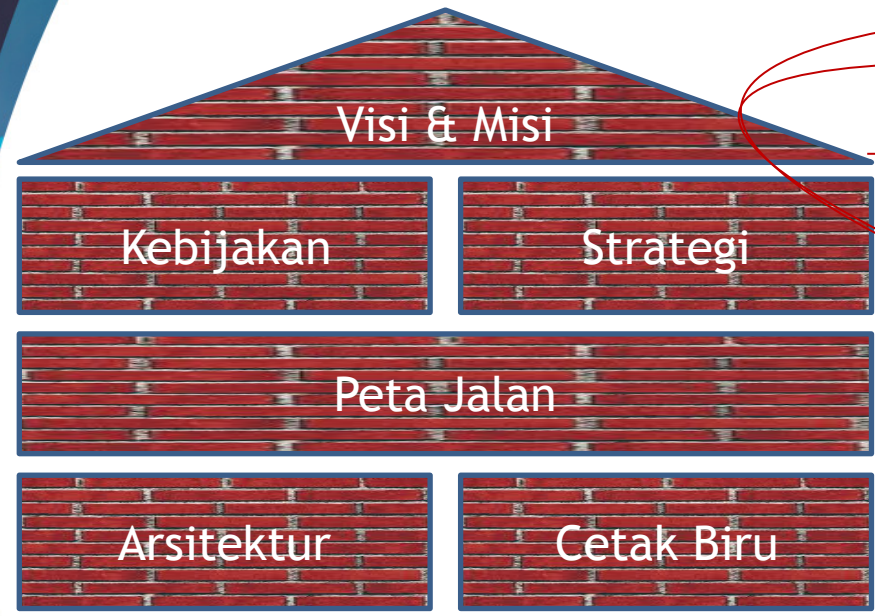 Visi & Misi
Kebijakan
Strategi
Peta Jalan
Arsitektur
Cetak Biru